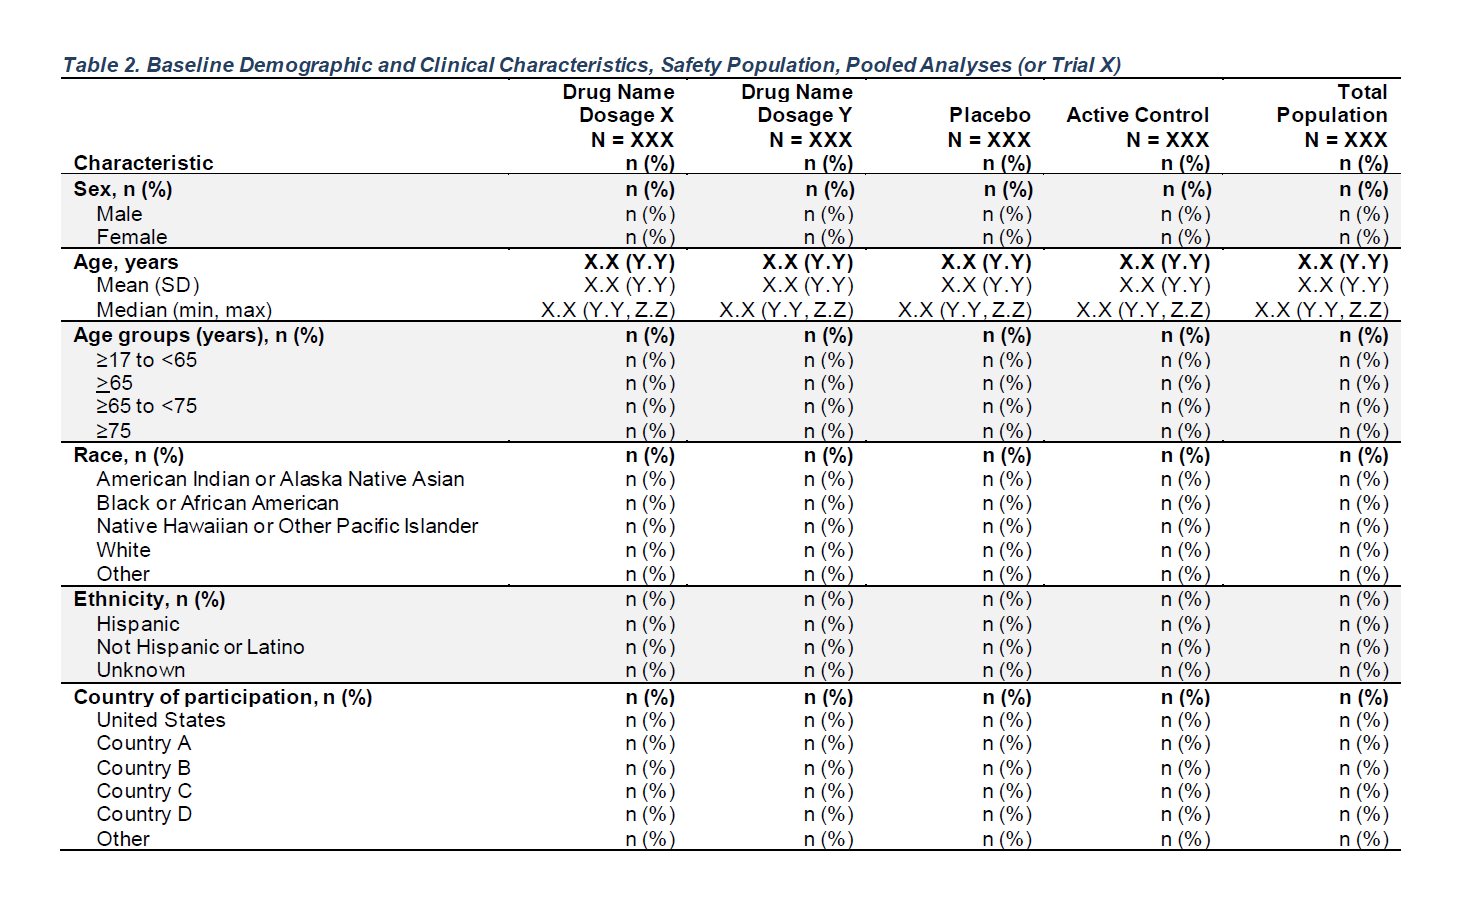 Table 2. Baseline Demographic and Clinical Characteristics, Safety Population, Pooled Analyses (or Trial X)
Drug Name Drug Name Total
Dosage X Dosage Y Placebo Active Control Population
N = XXX N = XXX N = XXX N = XXX N = XXX
Characteristic n (%) n (%) n (%) n (%) n (%)
Sex, n (%) n (%) n (%) n (%) n (%) n (%)
Male n (%) n (%) n (%) n (%) n (%)
Female n (%) n (%) n (%) n (%) n (%)
Age, years X.X (Y.Y) X.X (Y.Y) X.X (Y.Y) X.X (Y.Y) X.X (Y.Y)
Mean (SD) X.X (Y.Y) X.X (Y.Y) X.X (Y.Y) X.X (Y.Y) X.X (Y.Y)
Median (min, max) X.X (Y.Y, Z.Z) X.X (Y.Y, Z.Z) X.X (Y.Y, Z.Z) X.X (Y.Y, Z.Z) X.X (Y.Y, Z.Z)
Age groups (years), n (%) n (%) n (%) n (%) n (%) n (%)
≥17 to <65 n (%) n (%) n (%) n (%) n (%)
≥65 n (%) n (%) n (%) n (%) n (%)
≥65 to <75 n (%) n (%) n (%) n (%) n (%)
≥75 n (%) n (%) n (%) n (%) n (%)
Race, n (%) n (%) n (%) n (%) n (%) n (%)
American Indian or Alaska Native Asian n (%) n (%) n (%) n (%) n (%)
Black or African American n (%) n (%) n (%) n (%) n (%)
Native Hawaiian or Other Pacific Islander n (%) n (%) n (%) n (%) n (%)
White n (%) n (%) n (%) n (%) n (%)
Other n (%) n (%) n (%) n (%) n (%)
Ethnicity, n (%) n (%) n (%) n (%) n (%) n (%)
Hispanic n (%) n (%) n (%) n (%) n (%)
Not Hispanic or Latino n (%) n (%) n (%) n (%) n (%)
Unknown n (%) n (%) n (%) n (%) n (%)
Country of participation, n (%) n (%) n (%) n (%) n (%) n (%)
United States n (%) n (%) n (%) n (%) n (%)
Country A n (%) n (%) n (%) n (%) n (%)
Country B n (%) n (%) n (%) n (%) n (%)
Country C n (%) n (%) n (%) n (%) n (%)
Country D n (%) n (%) n (%) n (%) n (%)
Other n (%) n (%) n (%) n (%) n (%)